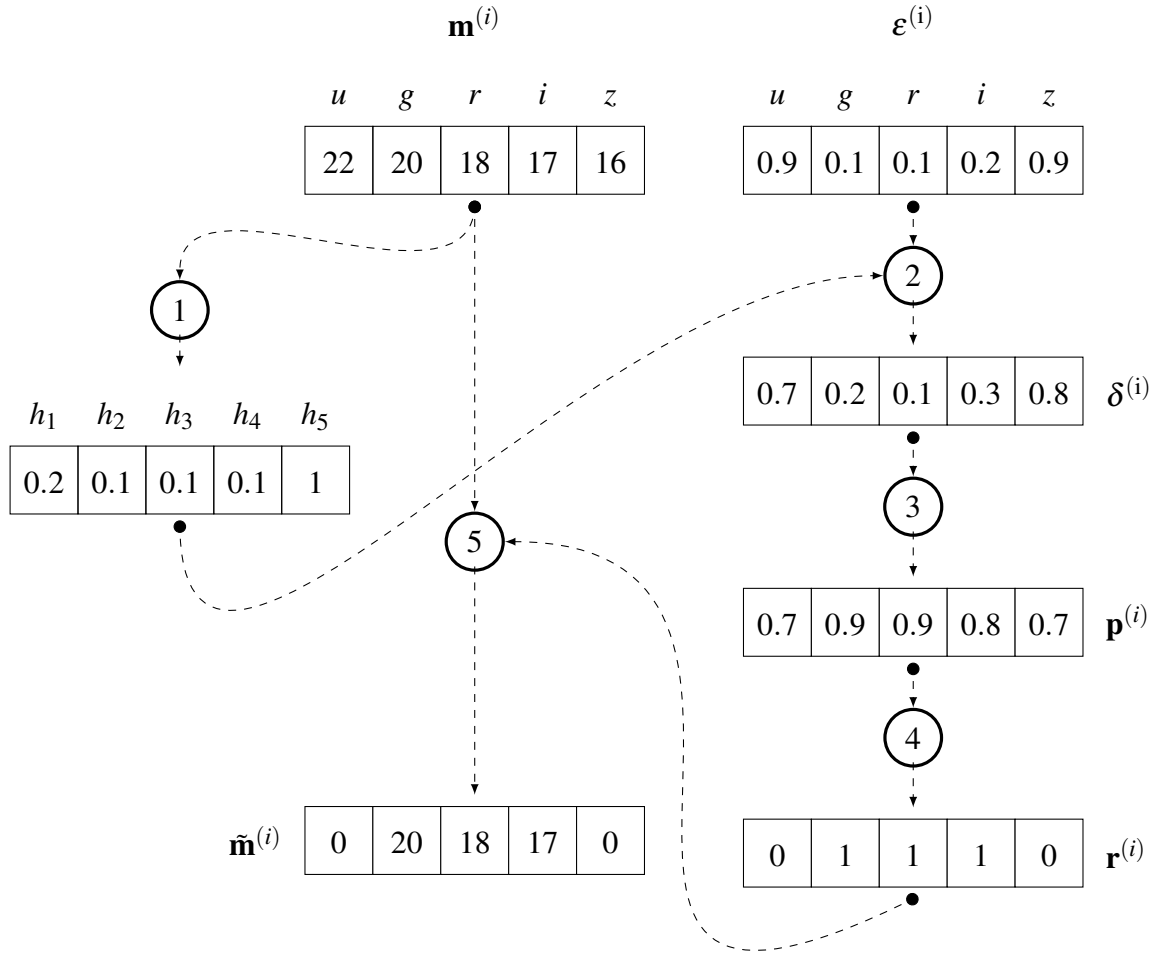 𝐦⁽ⁱ⁾ 𝛆⁽ⁱ⁾
u g r i z u g r i z
22 20 18 17 16 0.9 0.1 0.1 0.2 0.9
2
1
0.7 0.2 0.1 0.3 0.8 δ⁽ⁱ⁾
h₁ h₂ h₃ h₄ h₅
0.2 0.1 0.1 0.1 1
3
5
0.7 0.9 0.9 0.8 0.7 𝐩⁽ⁱ⁾
4
m̃⁽ⁱ⁾ 0 20 18 17 0
0 1 1 1 0 𝐫⁽ⁱ⁾